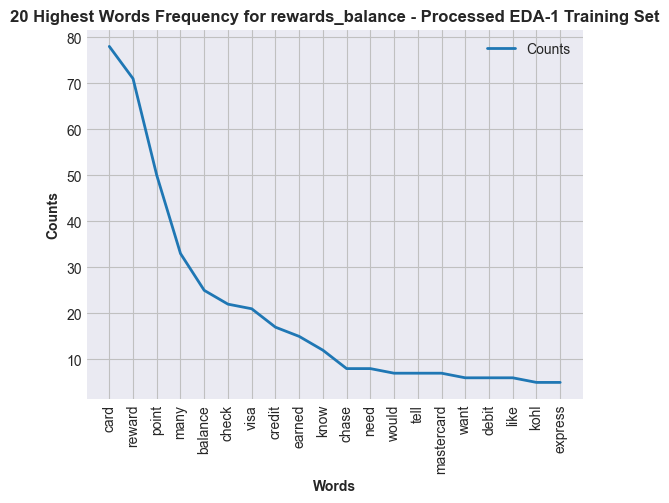 20 Highest Words Frequency for rewards_balance - Processed EDA-1 Training Set
Counts
80
70
60
50
40
30
20
10
Counts
card
reward
point
many
balance
check
visa
credit
earned
know
chase
need
would
tell
mastercard
want
debit
like
kohl
express
Words